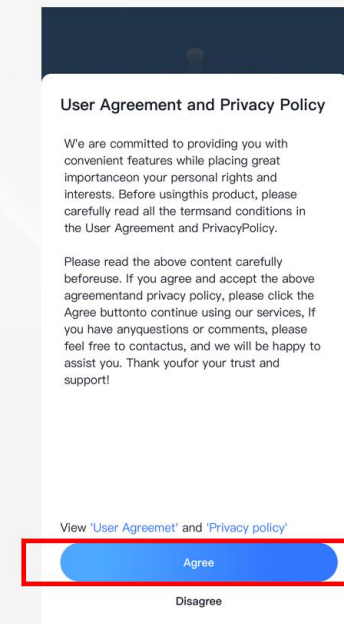 User Agreement and Privacy Policy
W'e are committed to providing you with
convenient features while placing great
importanceon your personal rights and
interests. Before usingthis product, please
carefully read all the termsand conditions in
the User Agreement and PrivacyPolicy.
Please read the above content carefully
beforeuse. If you agree and accept the above
agreementand privacy policy, please click the
Agree buttonto continue using our services, If
you have anyquestions or comments, please
feel free to contactus, and we will be happy to
assist you. Thank youfor your trust and
support!
View 'User Agreemet' and 'Privacy policy'
Agree
Disagree